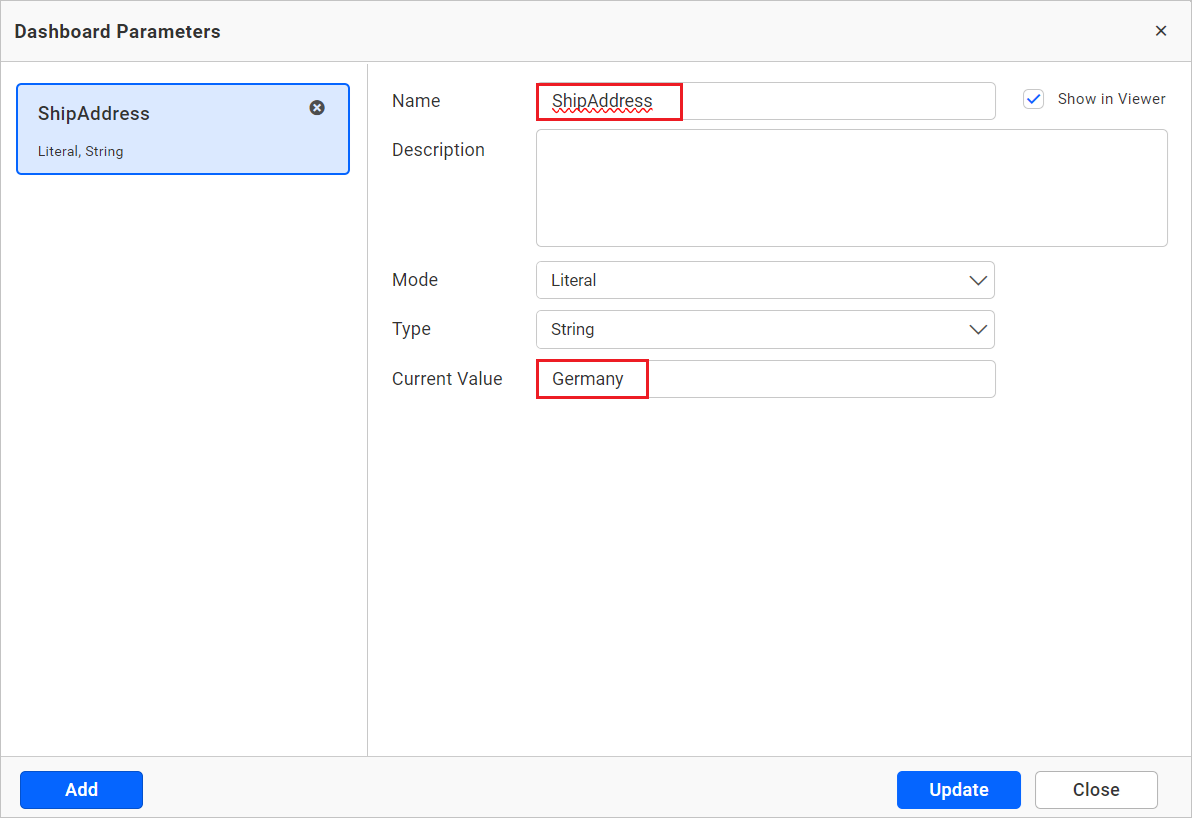 Dashboard Parameters
ShipAddress
Literal, String
Name
ShipAddress
Show in Viewer
Description
Mode
Literal
Type
String
Current Value
Germany
Add
Update
Close